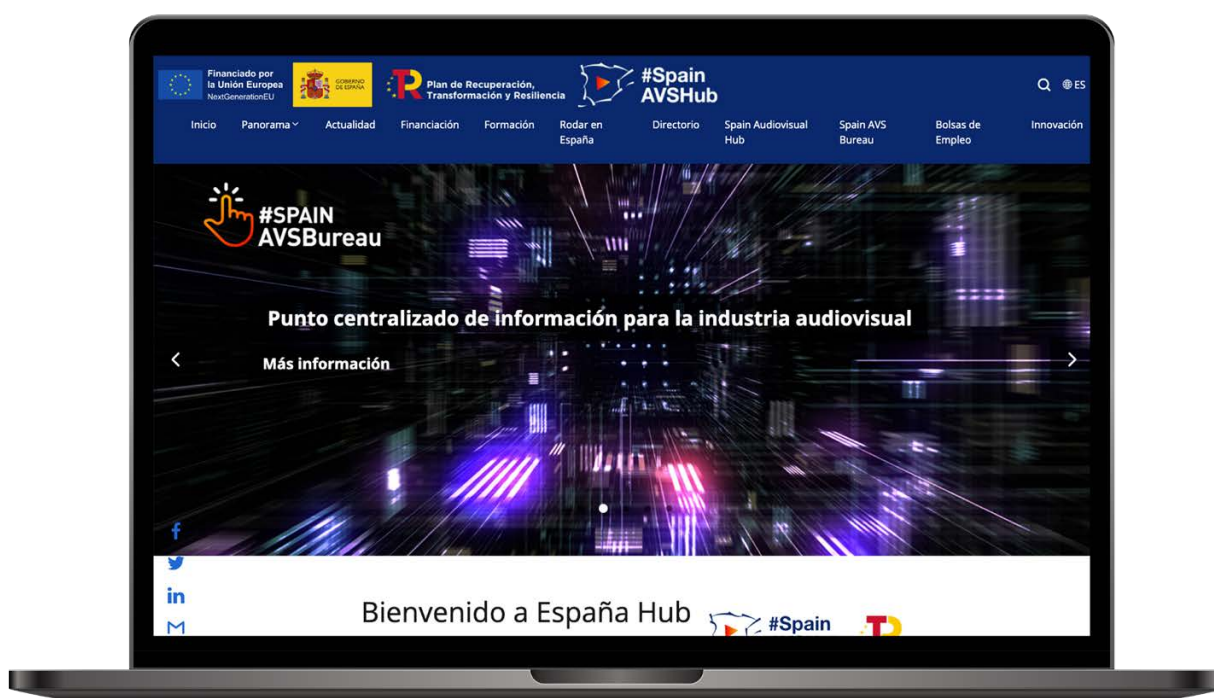 Financiado por
la Unión Europea
NextGenerationEU
GOBIERNO
DE ESPAÑA
Plan de Recuperación,
Transformación y Resiliencia
#Spain
AVSHub
ES
Inicio
Panorama
Actualidad
Financiación
Formación
Rodar en
España
Directorio
Spain Audiovisual
Hub
Spain AVS
Bureau
Bolsas de
Empleo
Innovación
#SPAIN
AVSBureau
Punto centralizado de información para la industria audiovisual
Más información
Bienvenido a España Hub
#Spain